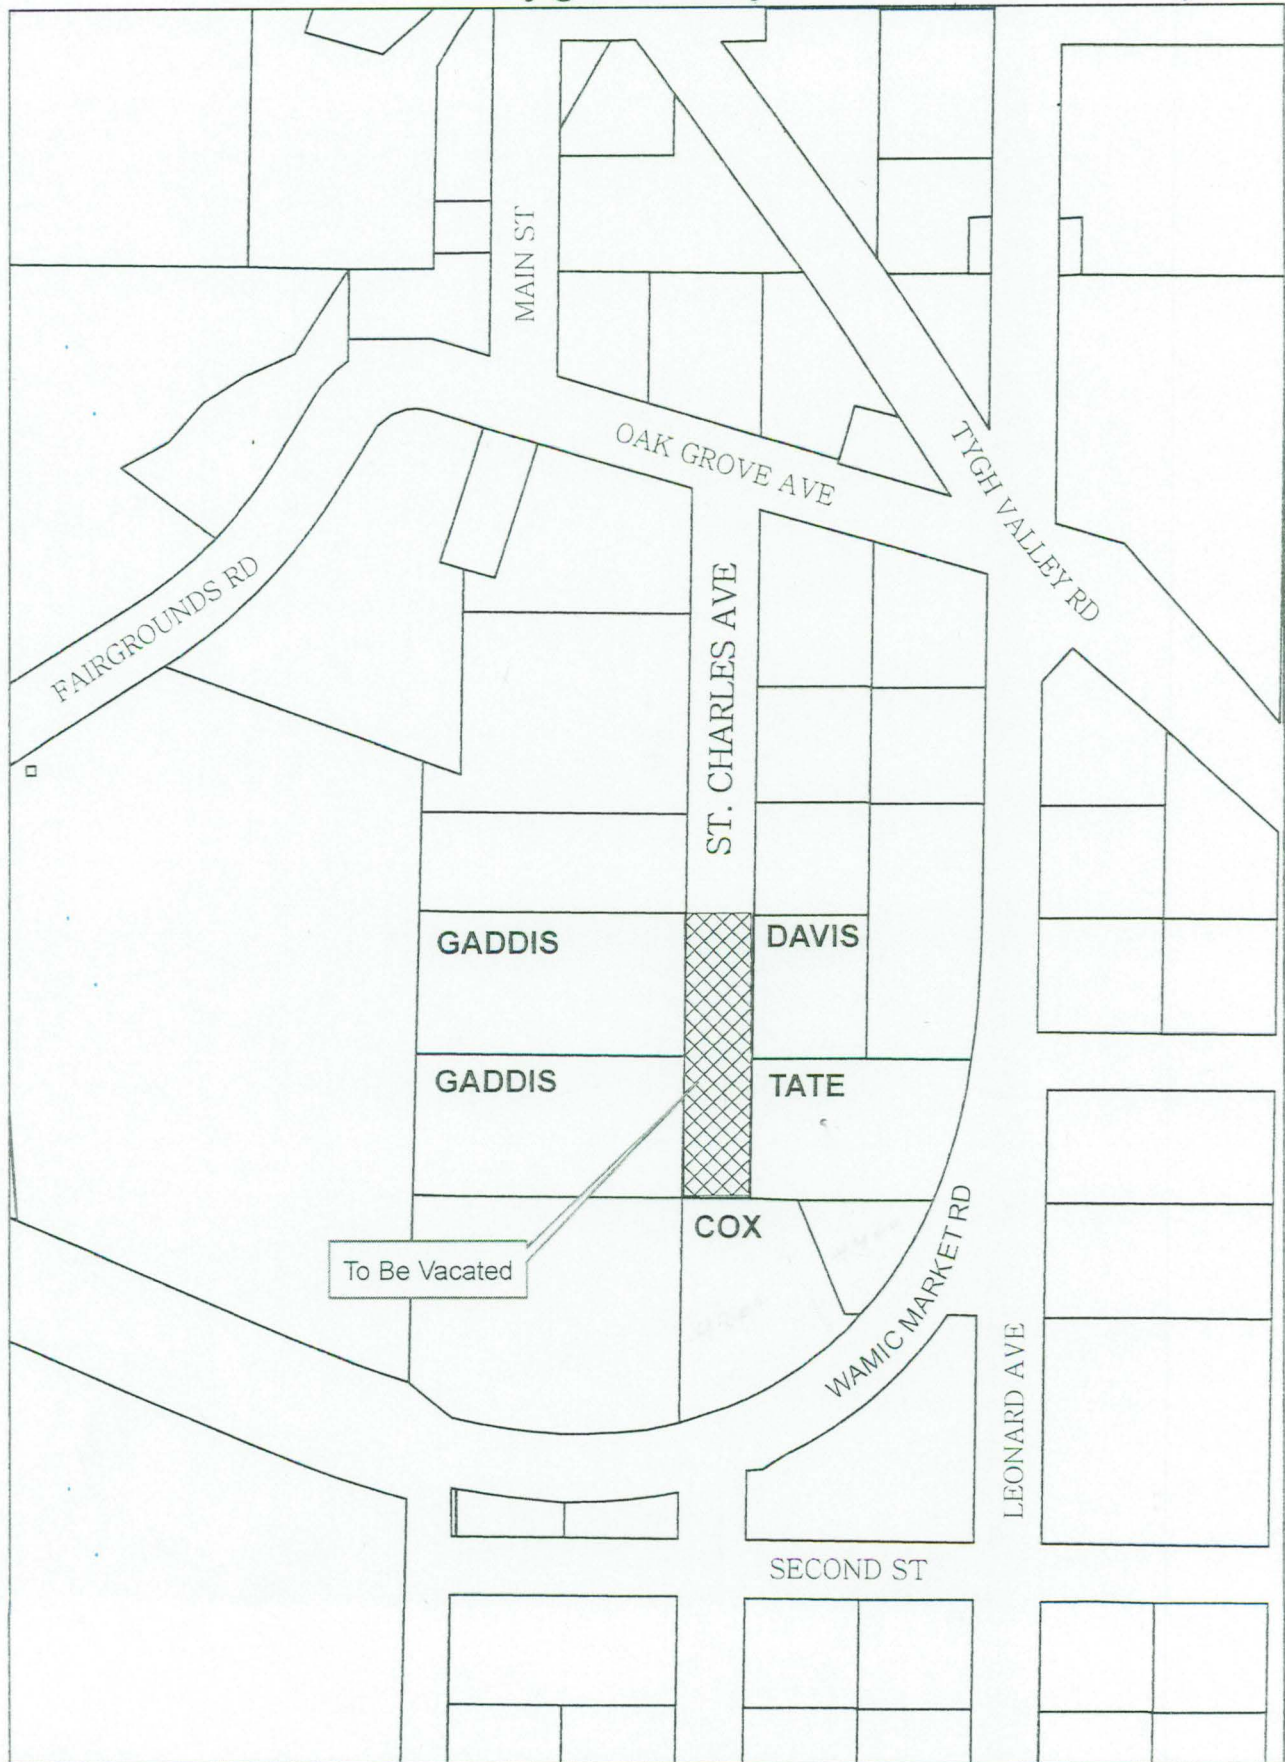 MAIN ST
OAK GROVE AVE
TYGH VALLEY RD
FAIRGROUNDS RD
ST. CHARLES AVE
GADDIS
DAVIS
GADDIS
TATE
COX
To Be Vacated
WAMIC MARKET RD
LEONARD AVE
SECOND ST